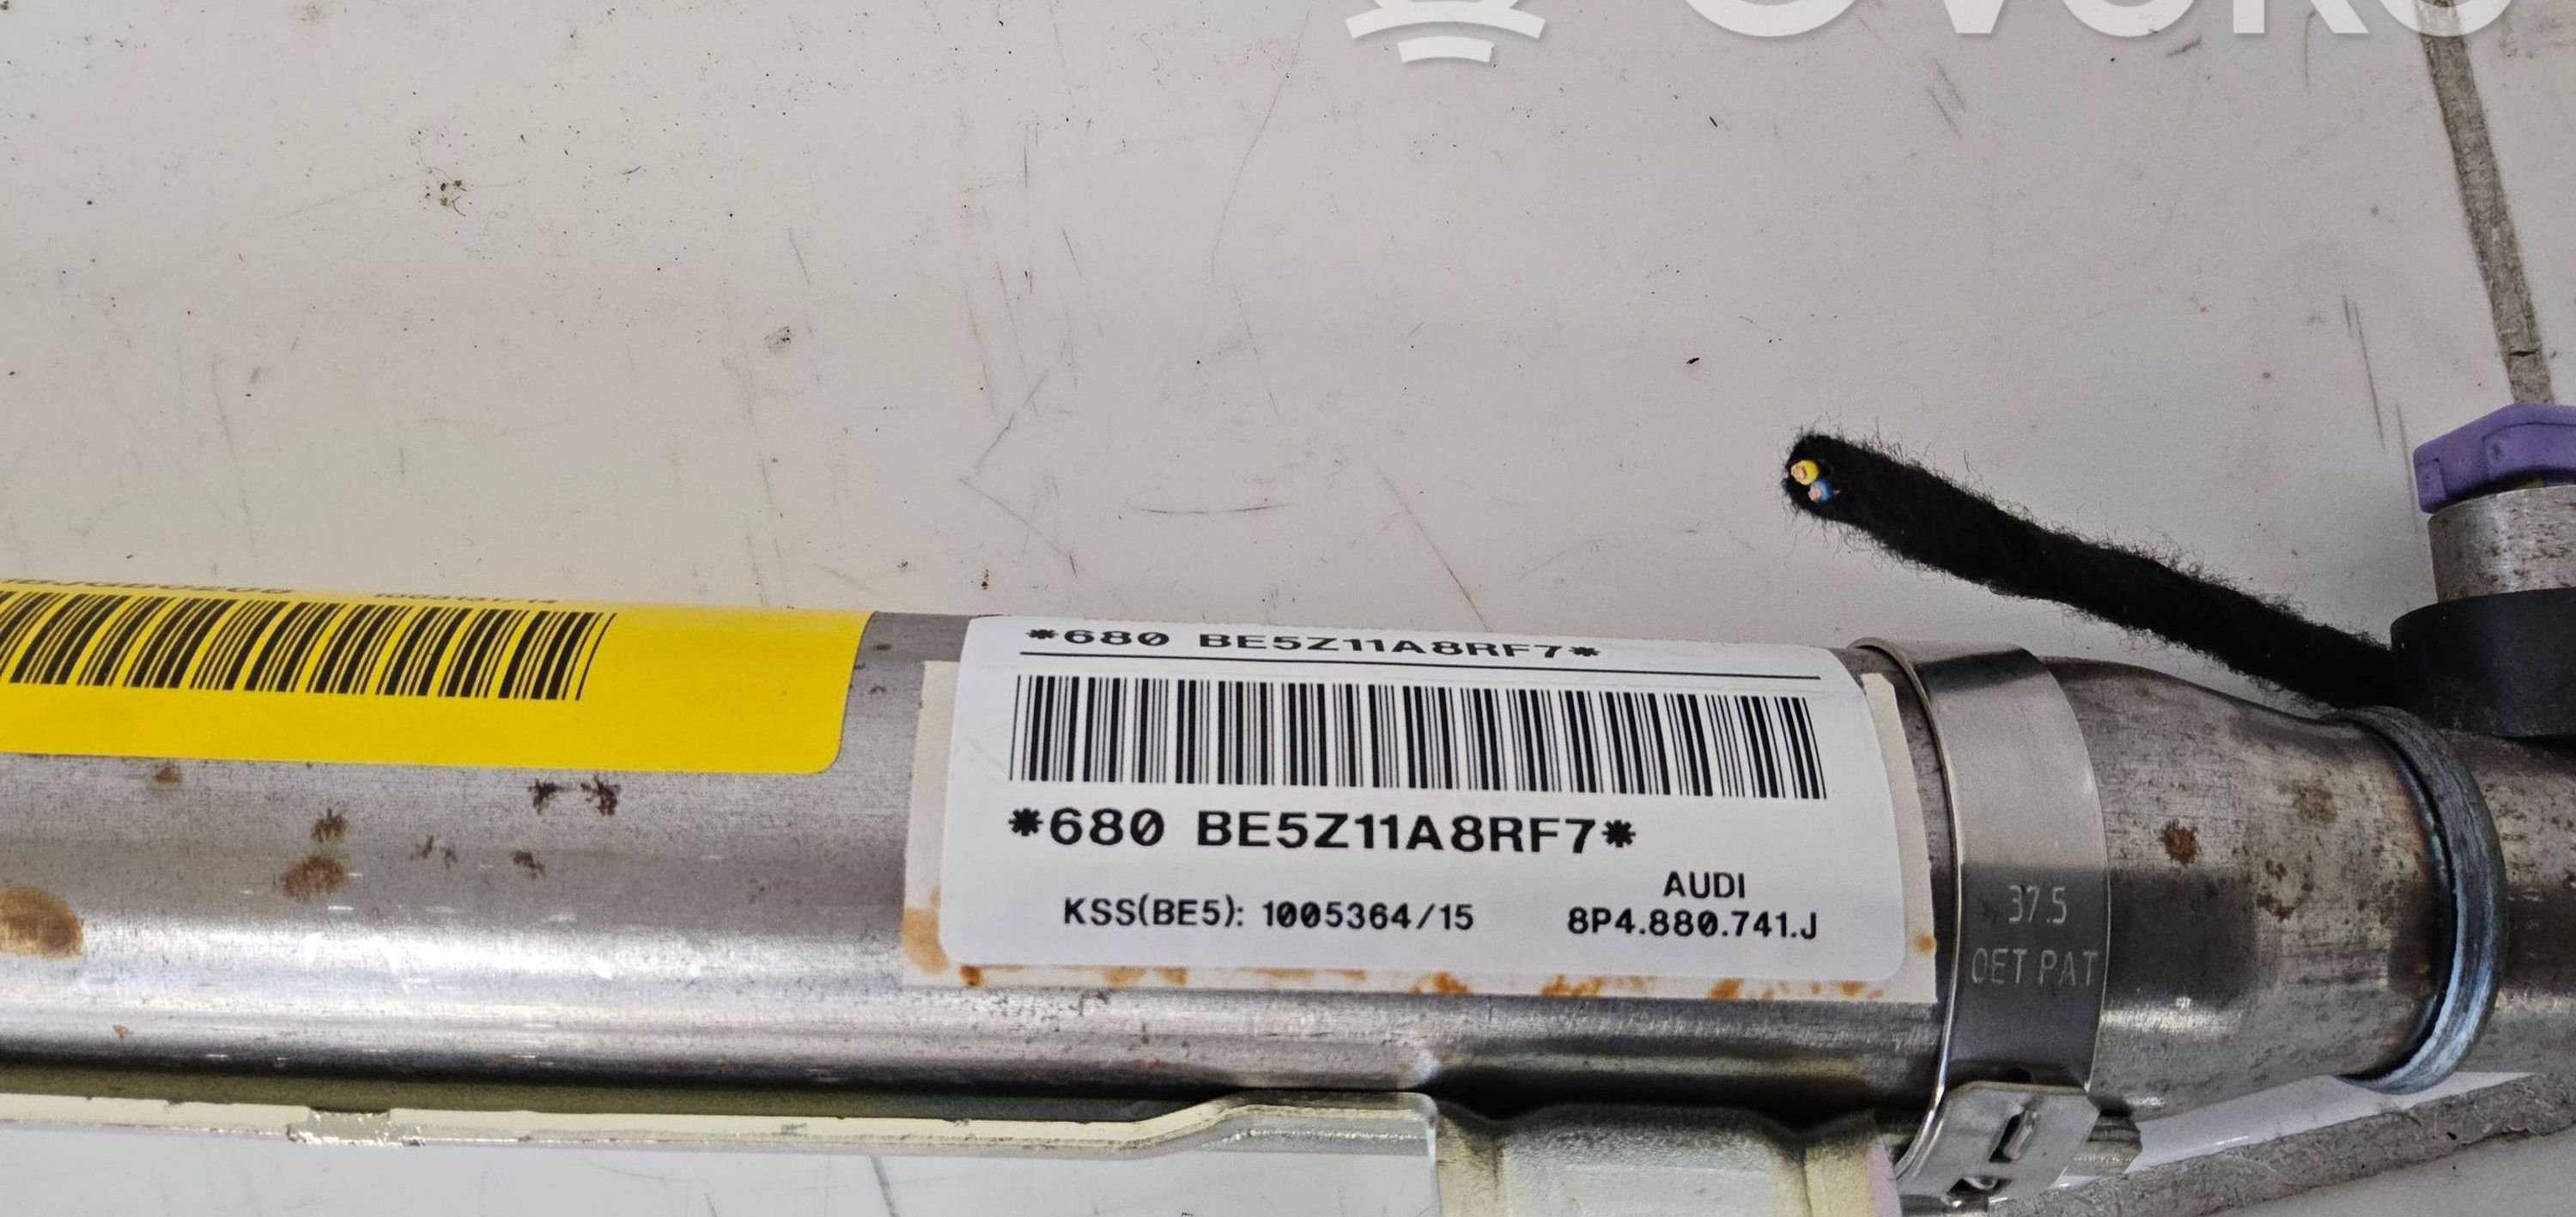 *680 BE5Z11A8RF7*
*680 BE5Z11A8RF7*
AUDI
KSS(BE5): 1005364/15
8P4.880.741.J
37.5
OET PAT